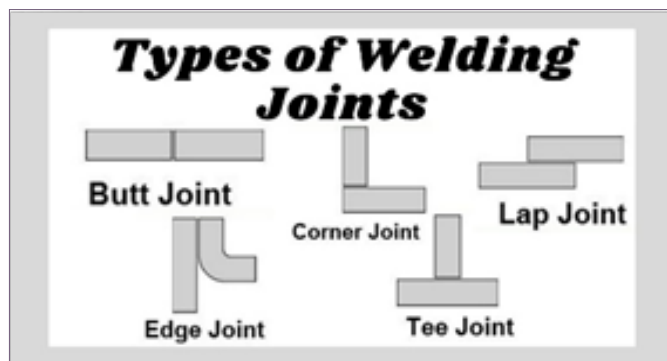 Types of Welding
Joints
Butt Joint
Corner Joint
Lap Joint
Edge Joint
Tee Joint